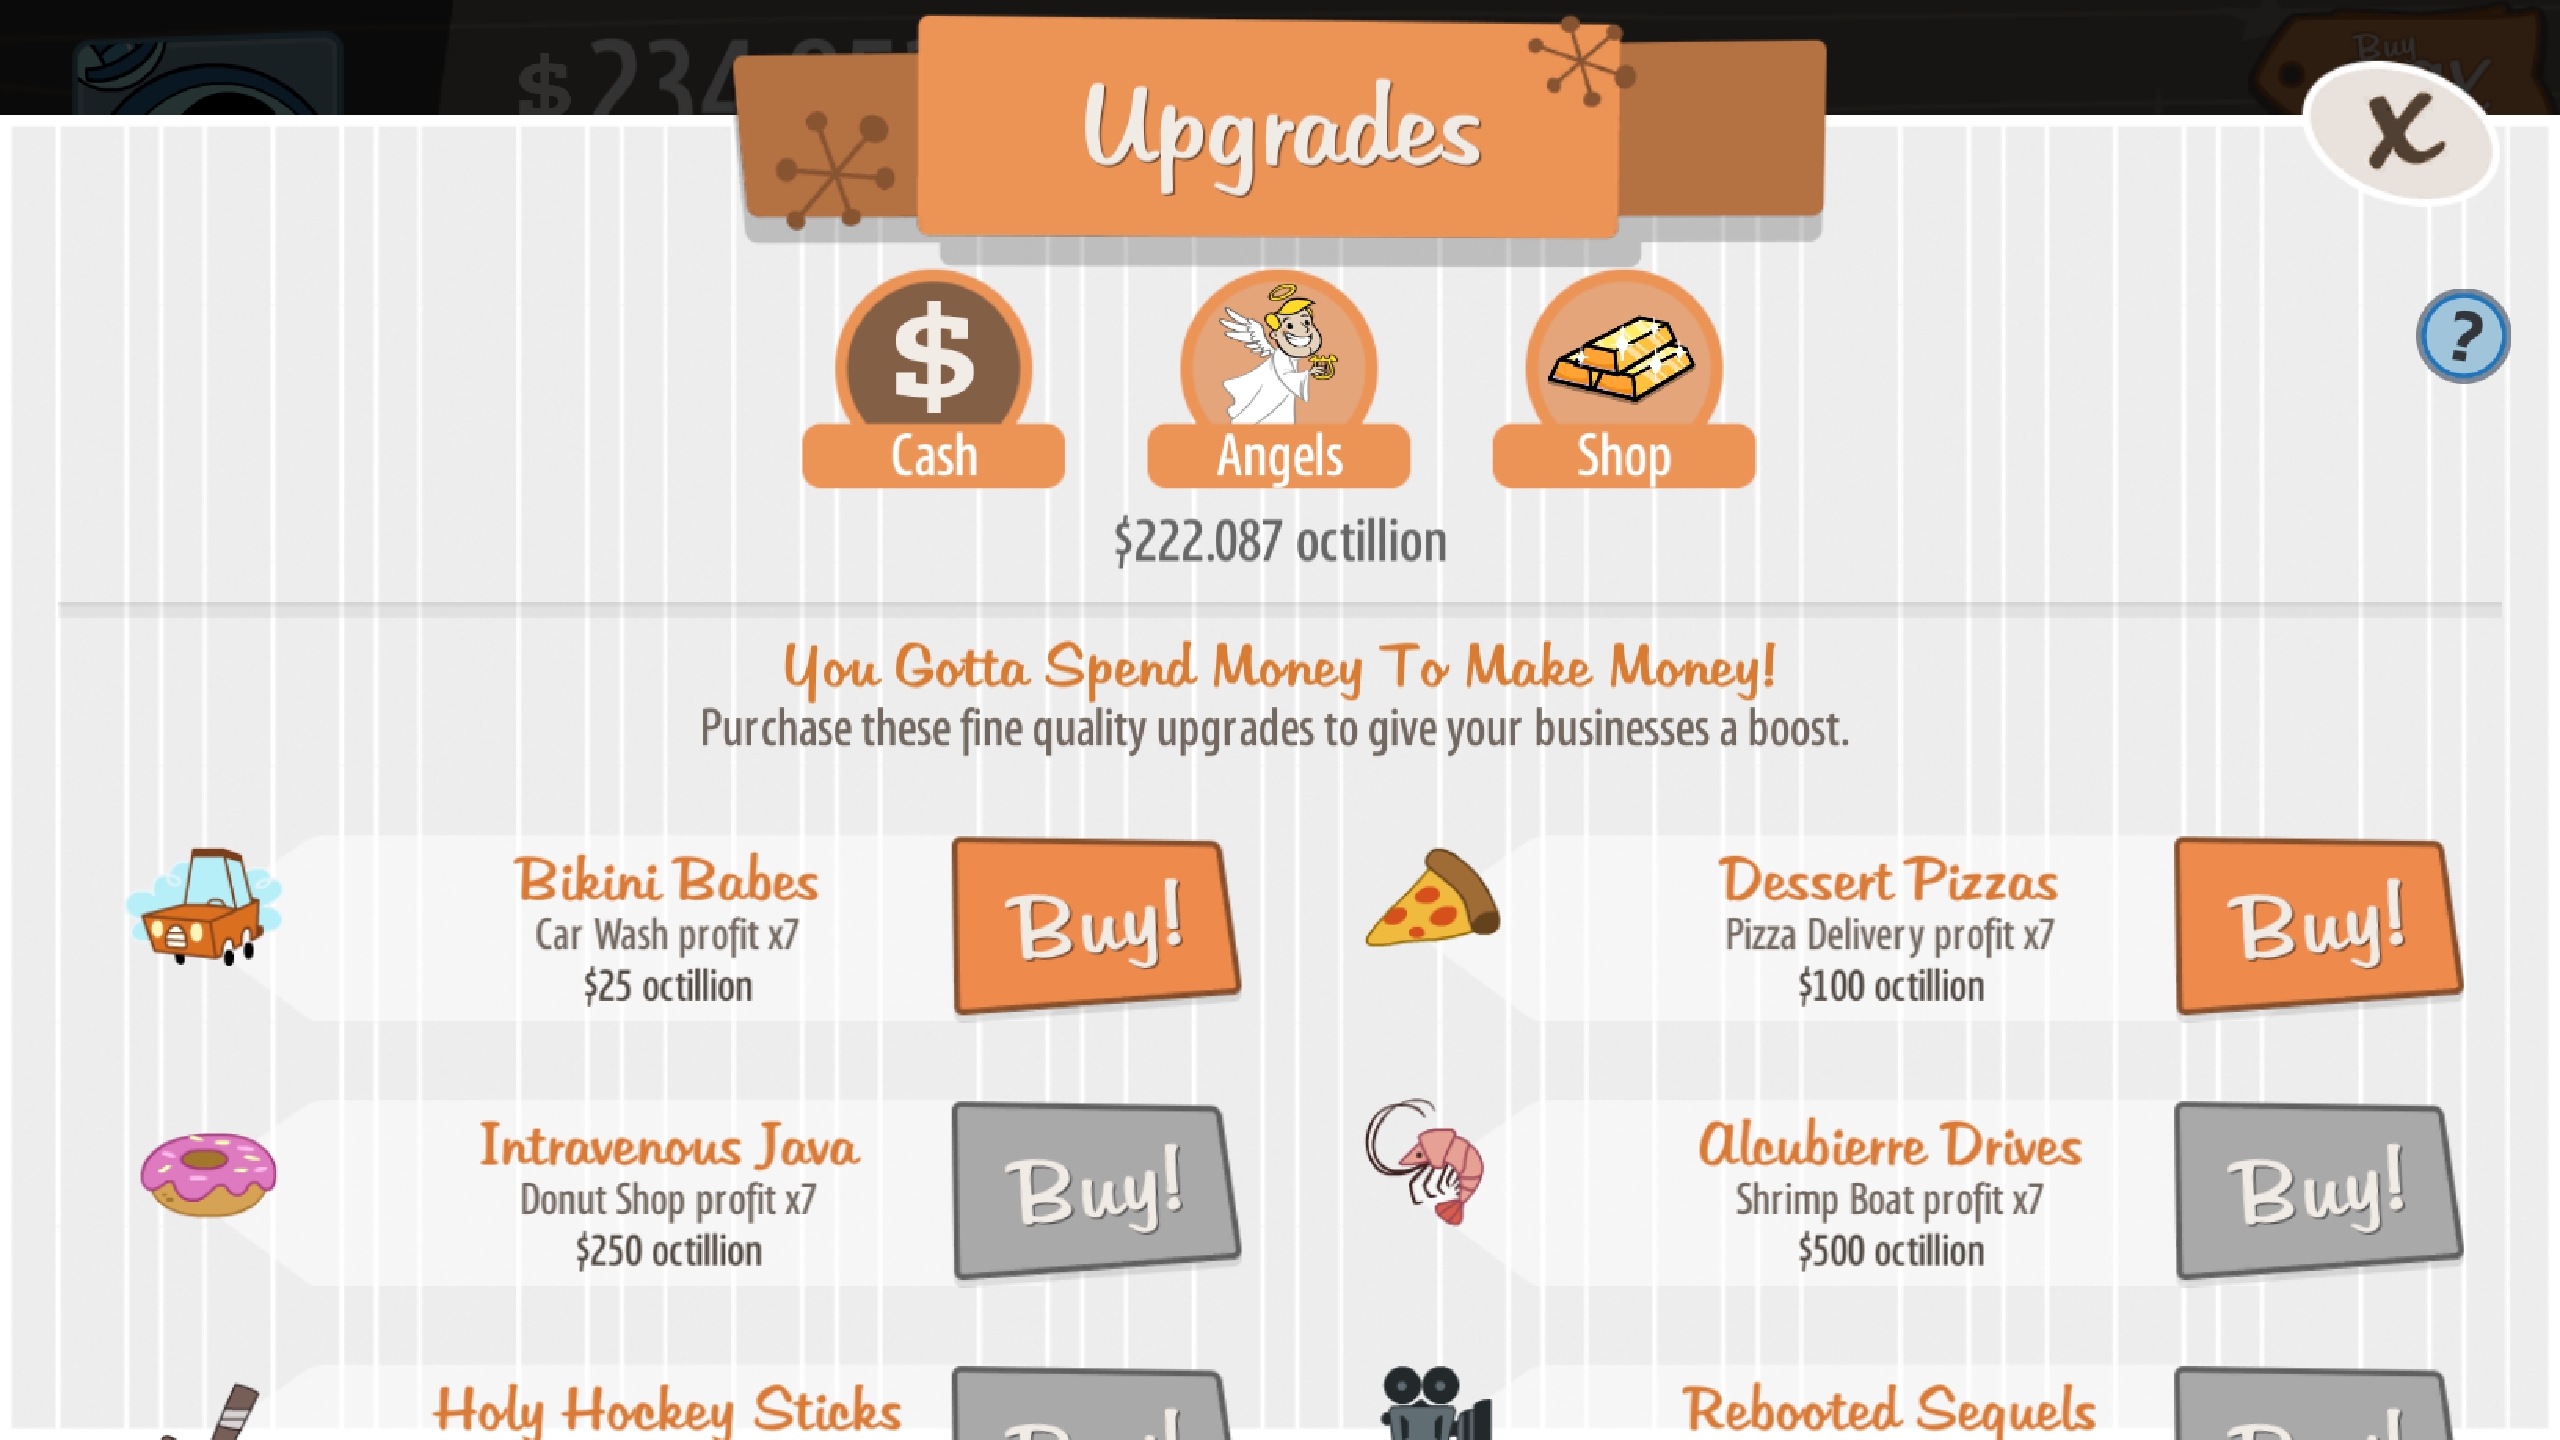 $234
Buy
Upgrades
X
$
?
Cash
Angels
Shop
$222.087 octillion
You Gotta Spend Money To Make Money!
Purchase these fine quality upgrades to give your businesses a boost.
Bikini Babes
Car Wash profit x7
$25 octillion
Buy!
Dessert Pizzas
Pizza Delivery profit x7
$100 octillion
Buy!
Intravenous Java
Donut Shop profit x7
$250 octillion
Buy!
Alcubierre Drives
Shrimp Boat profit x7
$500 octillion
Buy!
Holy Hockey Sticks
Rebooted Sequels